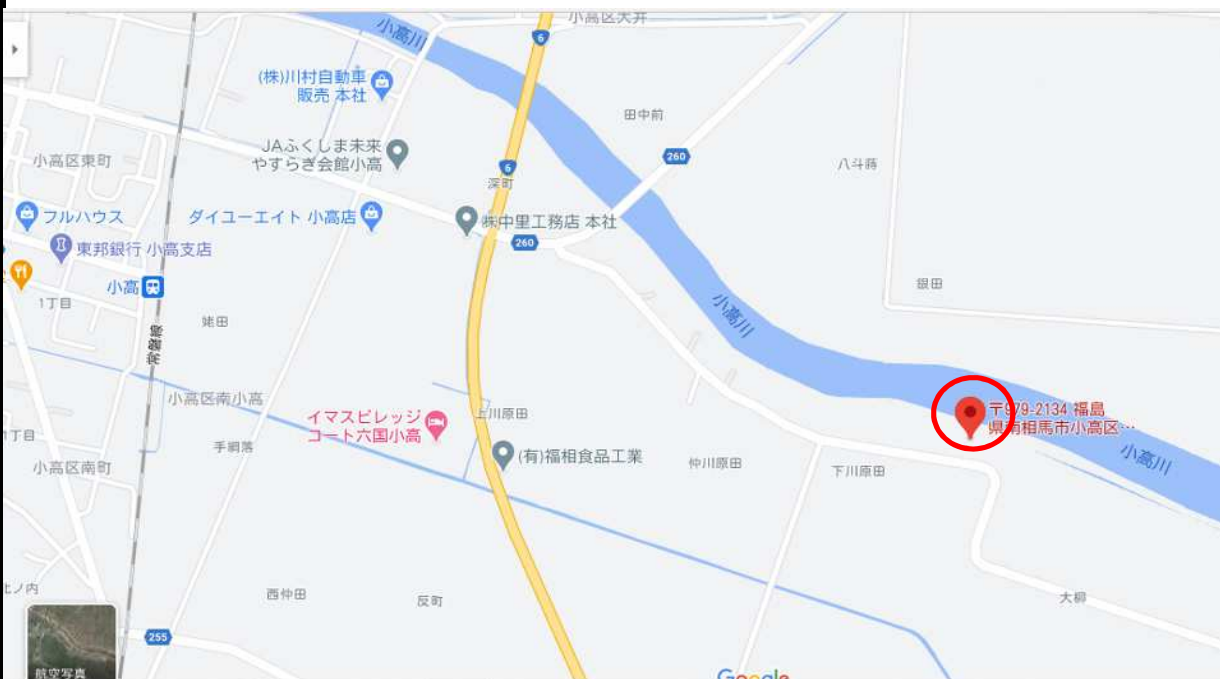 小高区大井
小高川
6
(株)川村自動車
販売 本社
田中前
JAふくしま未来
やすらぎ会館小高
260
小高区東町
八斗蒔
6
深町
フルハウス
ダイユーエイト 小高店
㈱中里工務店 本社
260
東邦銀行 小高支店
小高
銀田
1丁目
小高川
姥田
常磐線
小高区南小高
イマスビレッジ
コート六国小高
上川原田
〒979-2134 福島
県南相馬市小高区…
1丁目
手網落
(有)福相食品工業
仲川原田
下川原田
小高川
小高区南町
西仲田
反町
大柳
255
航空写真
Google